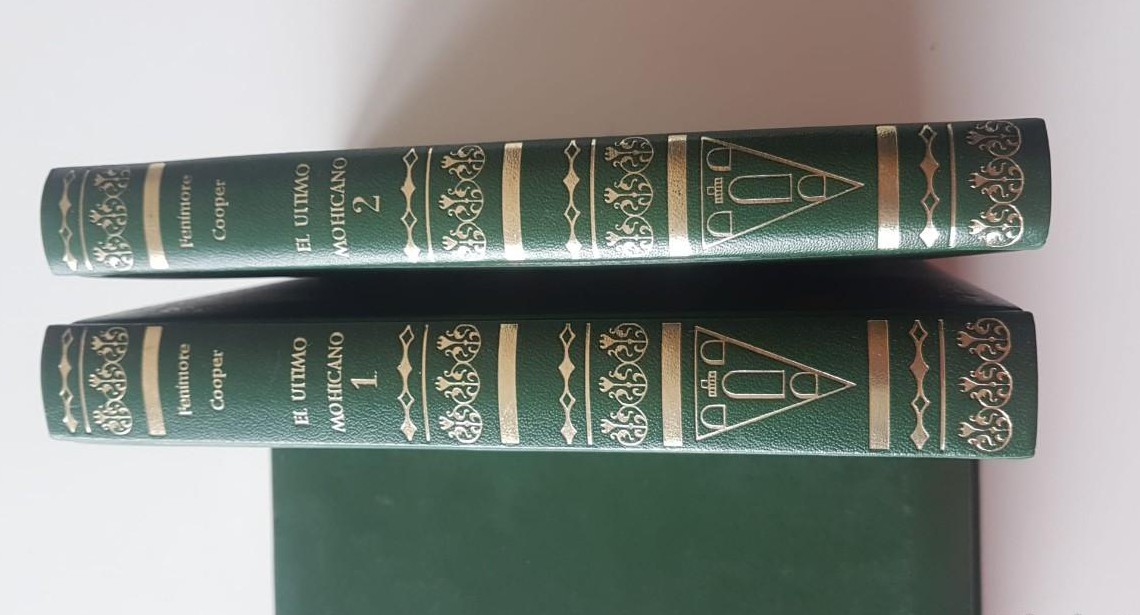 Fenimore
Cooper
EL ULTIMO
MOHICANO
2
Fenimore
Cooper
EL ULTIMO
MOHICANO
1